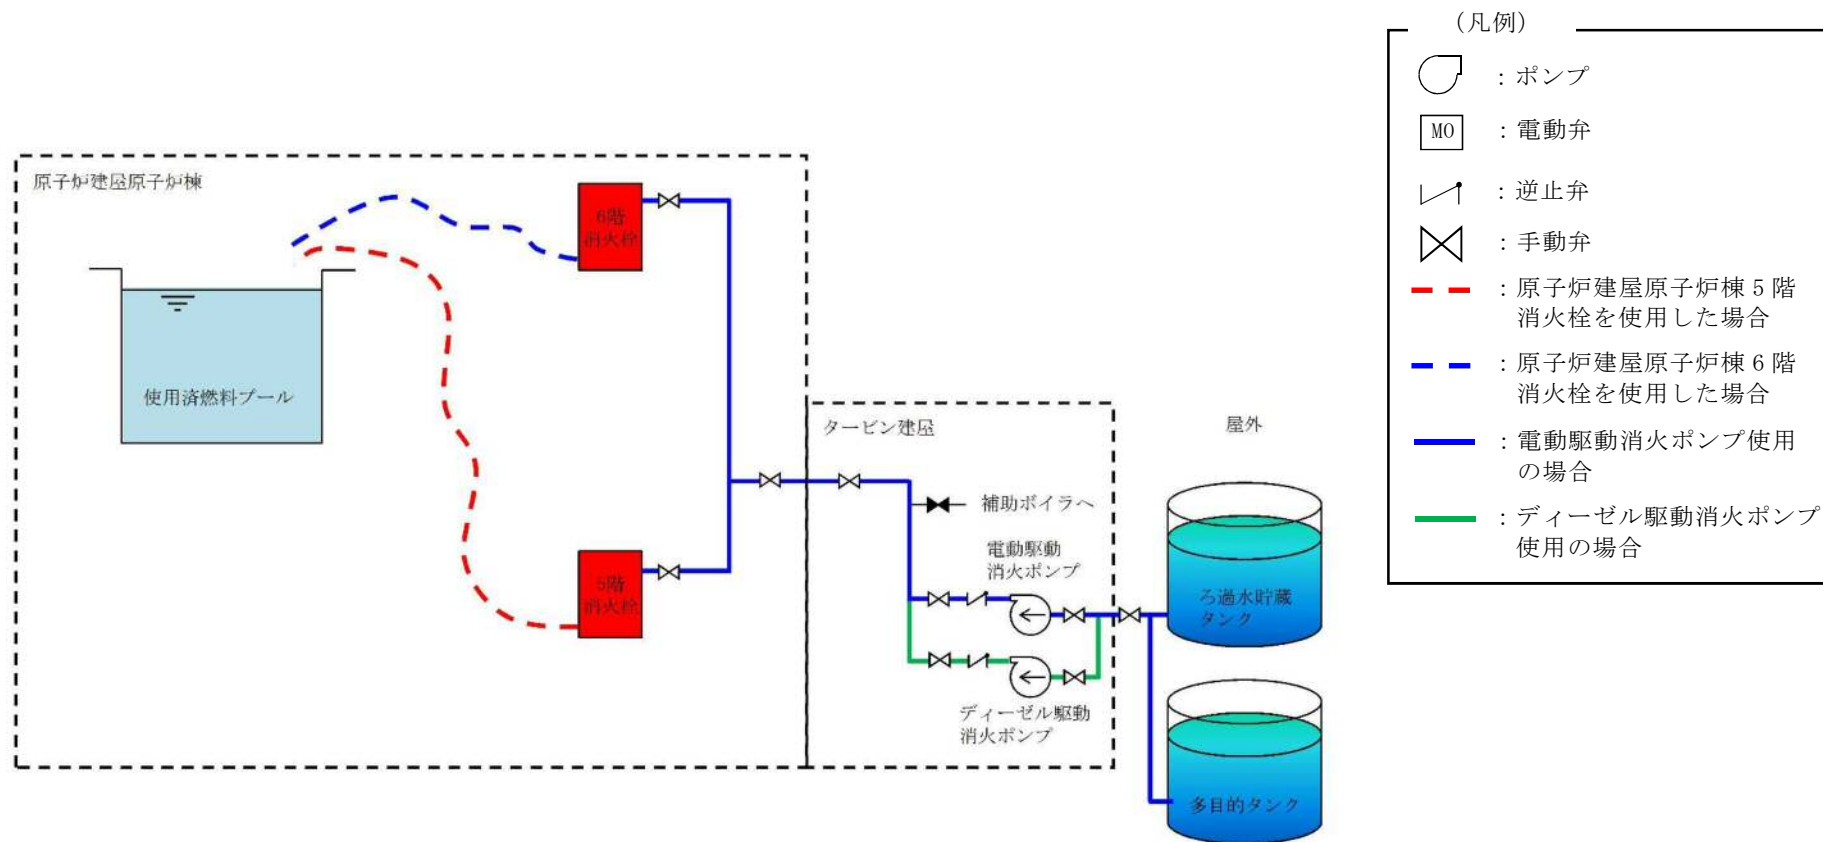 (凡例)
:ポンプ
MO
:電動弁
:逆止弁
:手動弁
:原子炉建屋原子炉棟5階
消火栓を使用した場合
:原子炉建屋原子炉棟6階
消火栓を使用した場合
:電動駆動消火ポンプ使用
の場合
:ディーゼル駆動消火ポンプ
使用の場合
原子炉建屋原子炉棟
6階
消火栓
使用済燃料プール
5階
消火栓
タービン建屋
補助ボイラへ
電動駆動
消火ポンプ
ディーゼル駆動
消火ポンプ
屋外
ろ過水貯蔵
タンク
多目的タンク